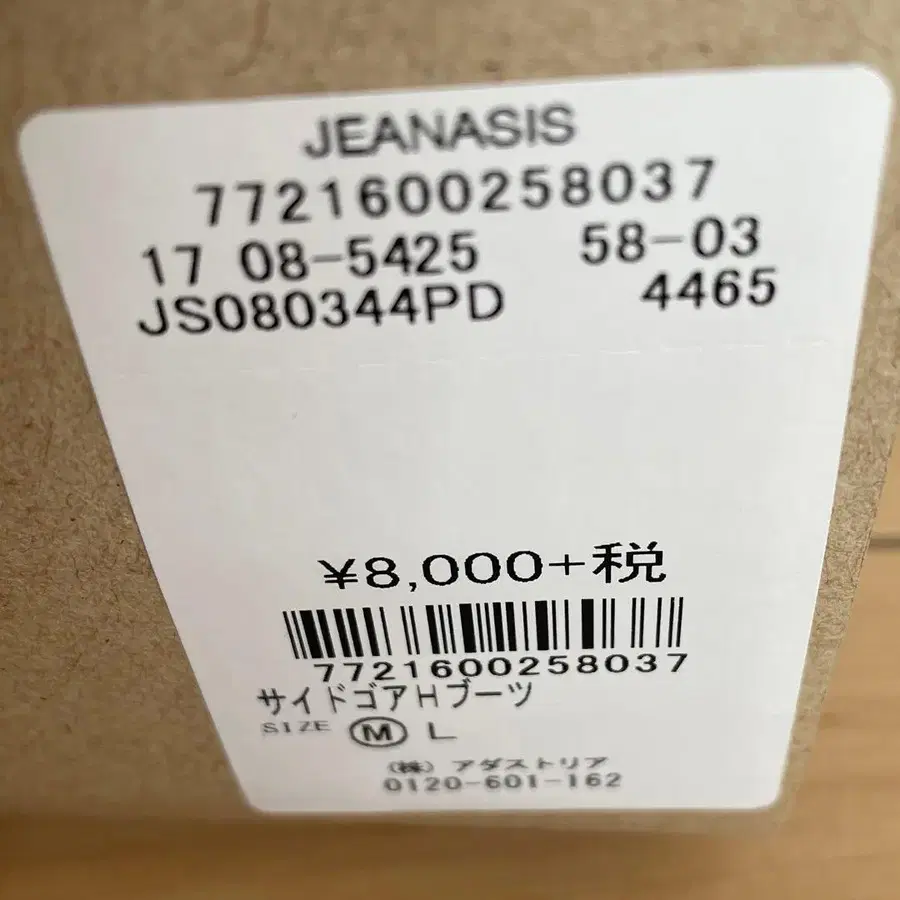 JEANASIS
7721600258037
17 08-5425 58-03
JS080344PD 4465
¥8,000+税
7721600258037
サイドゴアHブーツ
SIZE M L
(株) アダストリア
0120-601-162